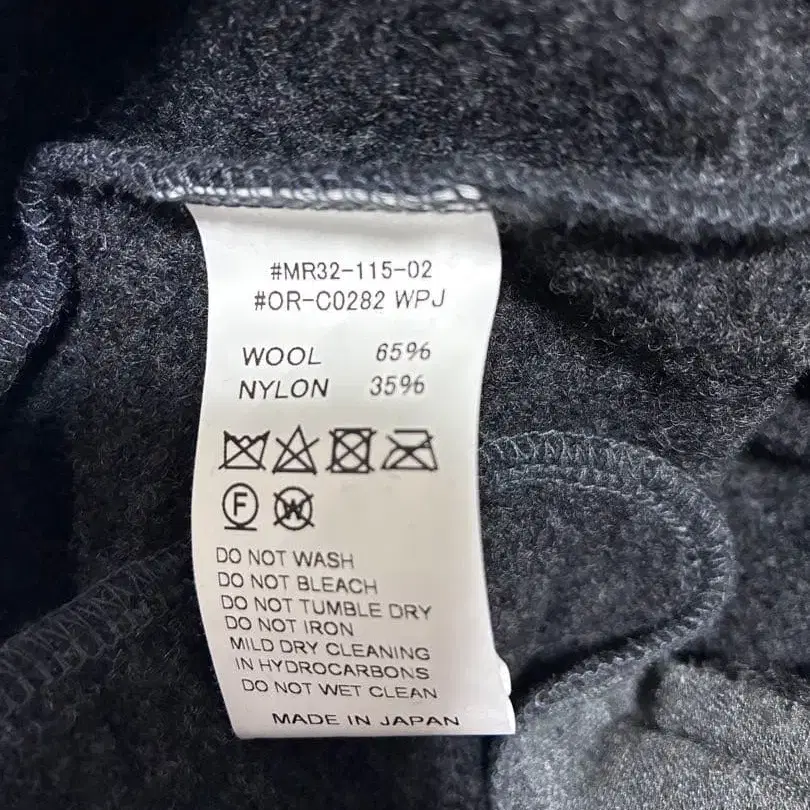 #MR32-115-02
#OR-C0282 WPJ
WOOL 65%
NYLON 35%
F W
DO NOT WASH
DO NOT BLEACH
DO NOT TUMBLE DRY
DO NOT IRON
MILD DRY CLEANING
IN HYDROCARBONS
DO NOT WET CLEAN
MADE IN JAPAN